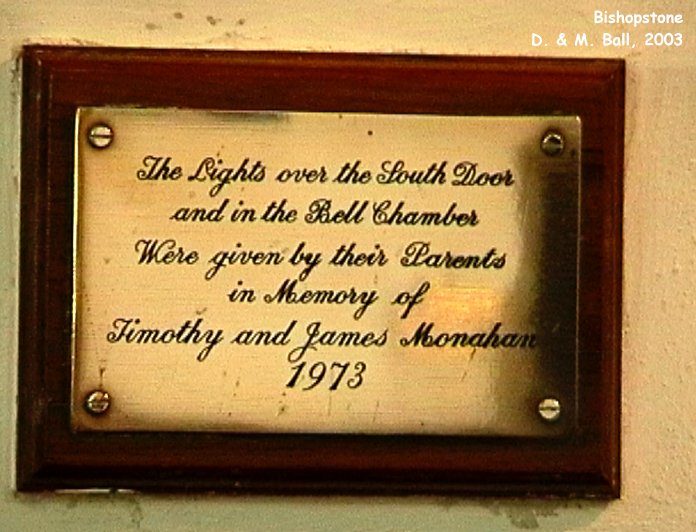 Bishopstone
D. & M. Ball, 2003
The Lights over the South Door
and in the Bell Chamber
Were given by their Parents
in Memory of
Timothy and James Monahan
1973